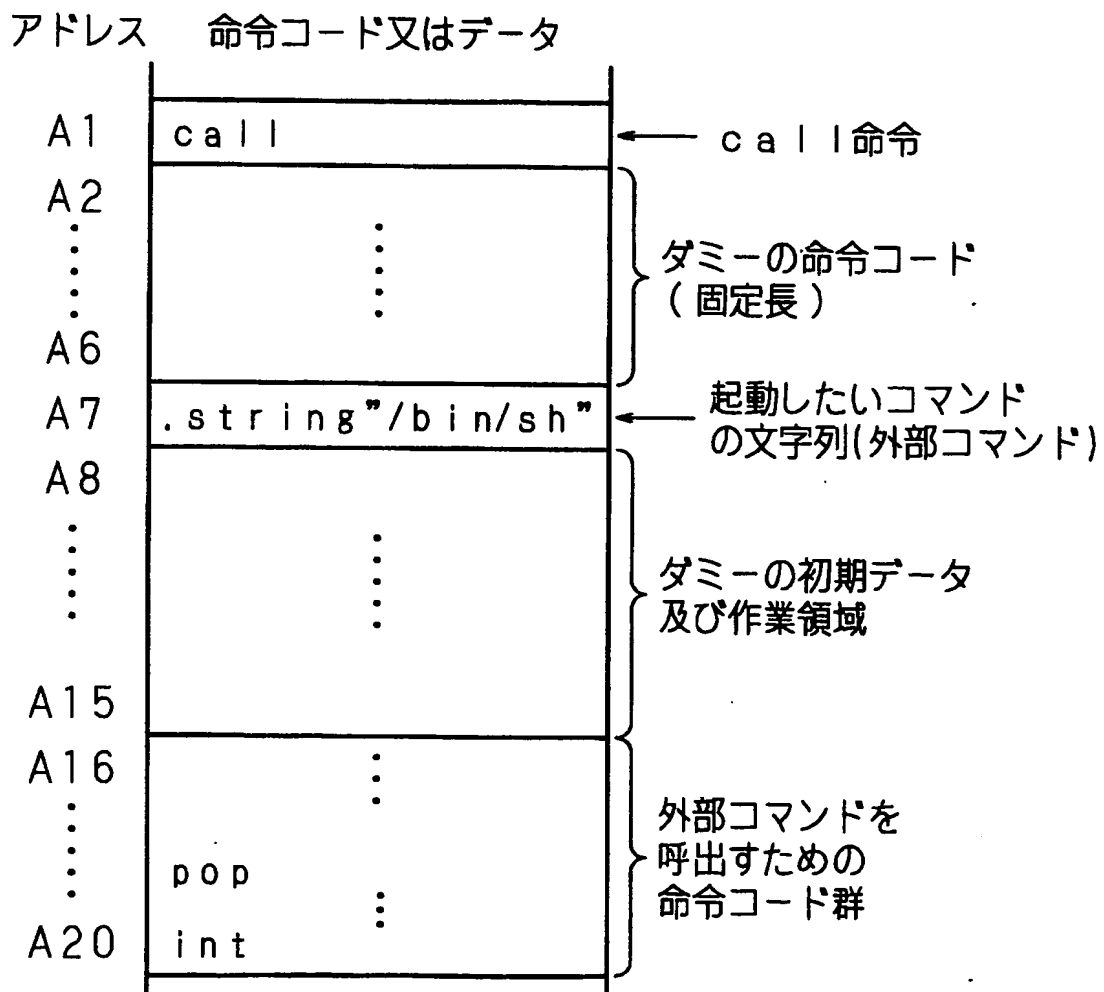 アドレス 命令コード又はデータ
A1 call ← call命令
A2
ダミーの命令コード
(固定長)
A6
A7 .string"/bin/sh" ← 起動したいコマンド
の文字列(外部コマンド)
A8
ダミーの初期データ
及び作業領域
A15
A16
外部コマンドを
呼出すための
pop
命令コード群
A20 int